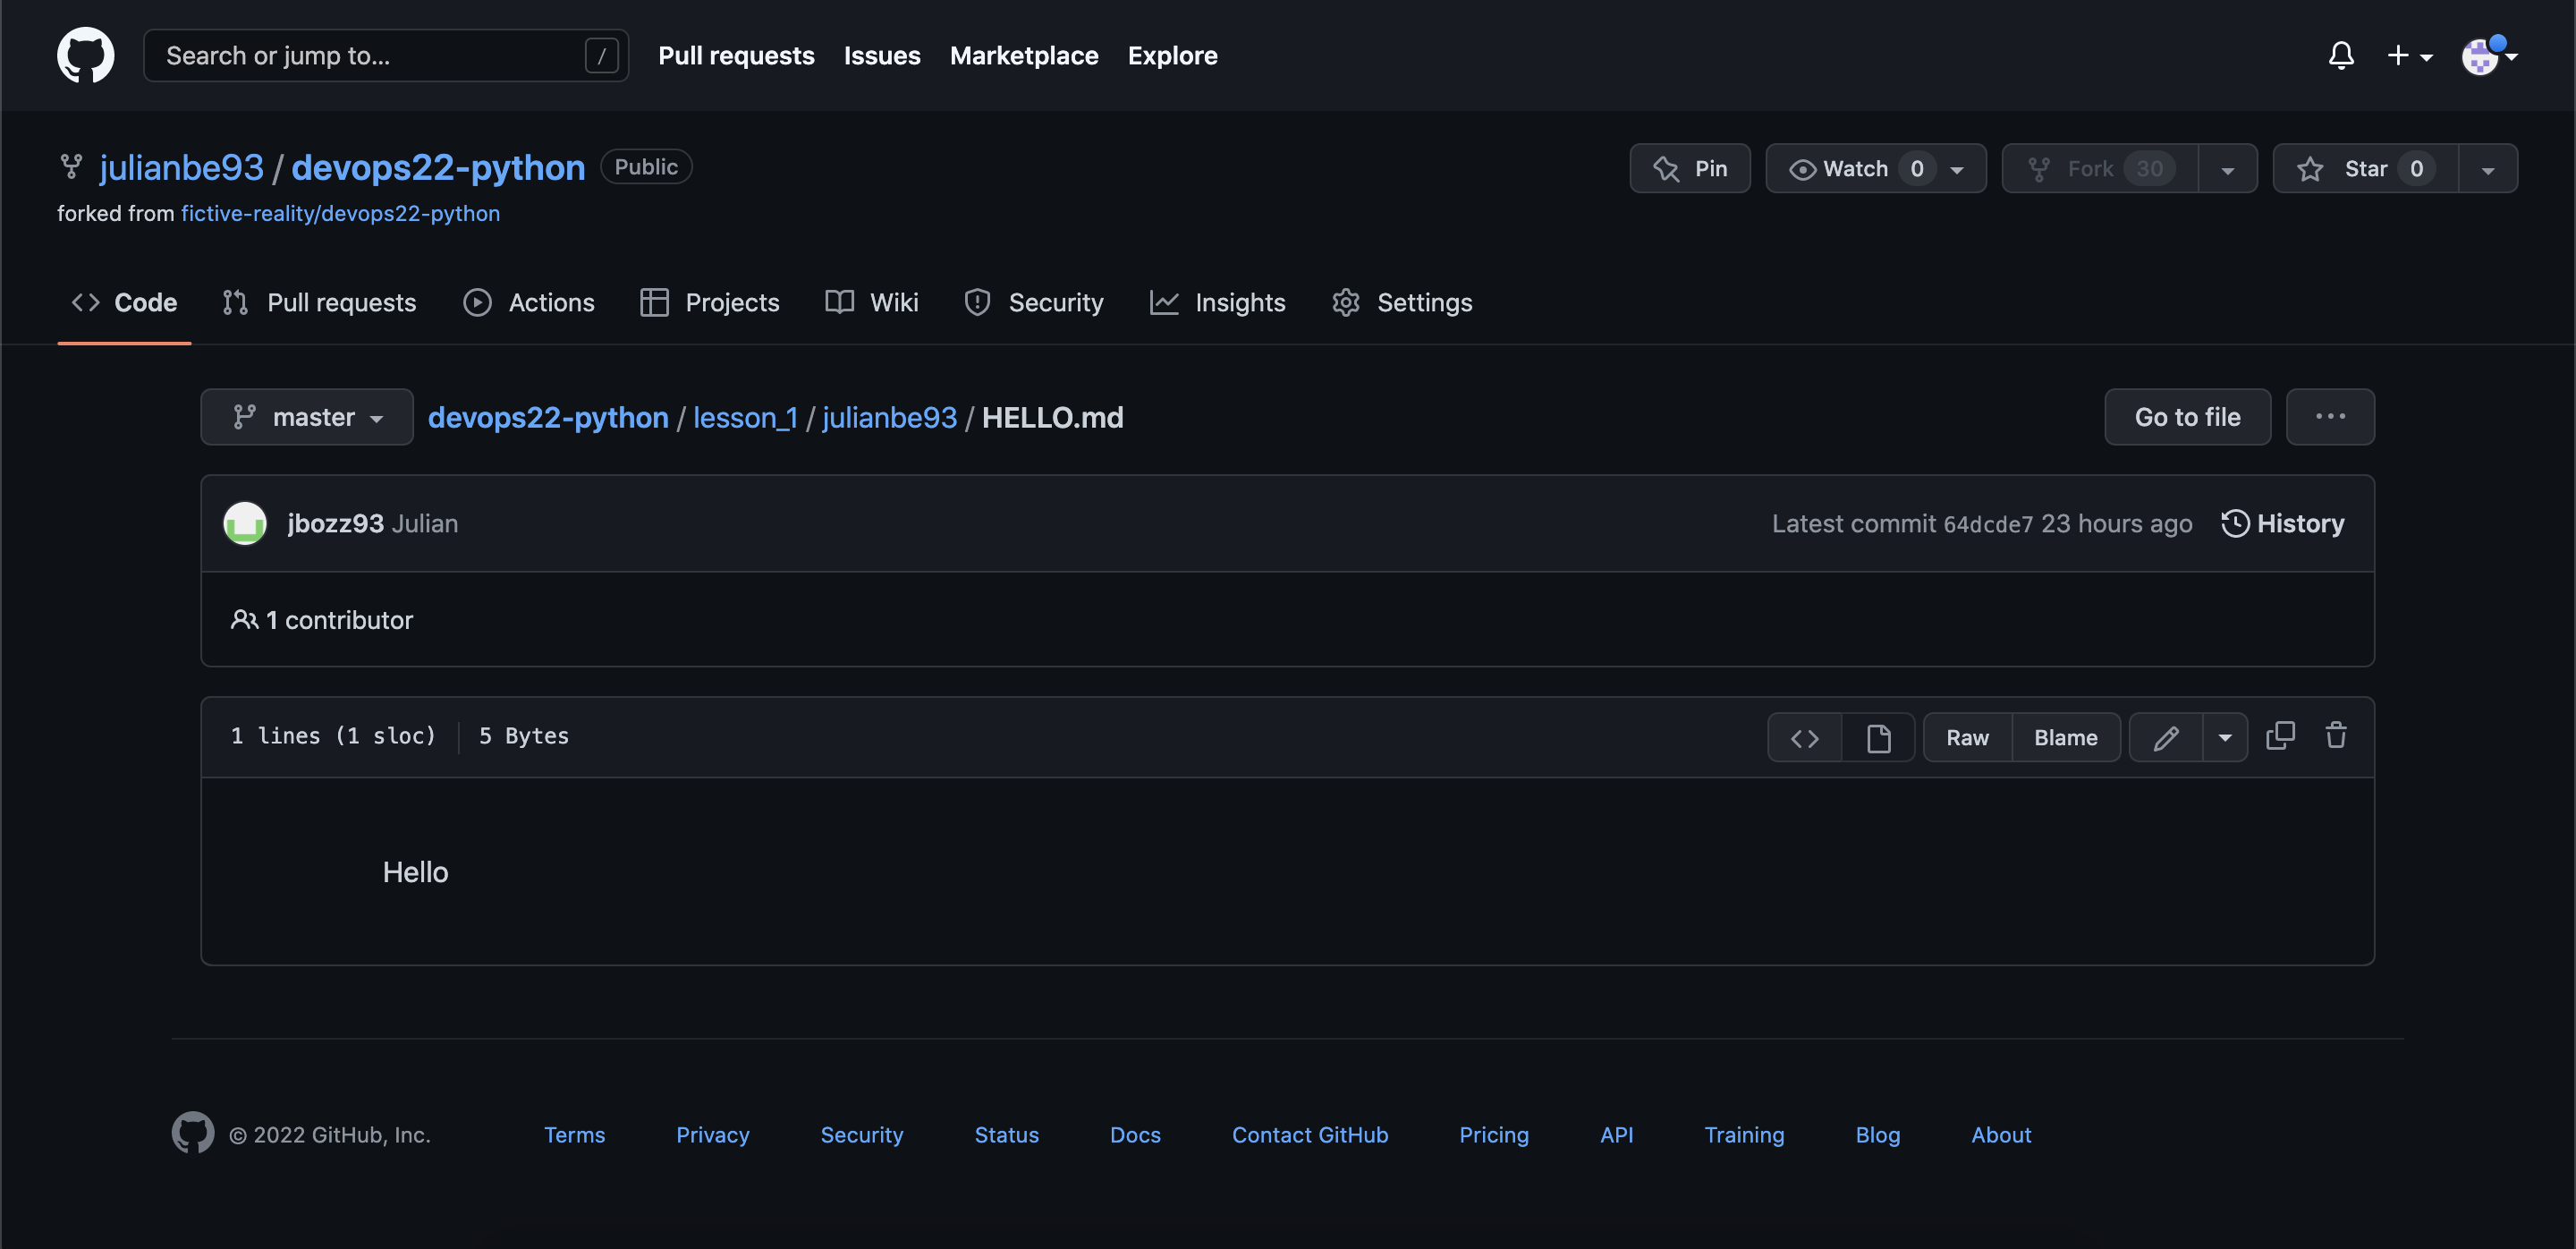 Search or jump to... / Pull requests Issues Marketplace Explore
julianbe93 / devops22-python Public Pin Watch 0 Fork 30 Star 0
forked from fictive-reality/devops22-python
Code Pull requests Actions Projects Wiki Security Insights Settings
master devops22-python / lesson_1 / julianbe93 / HELLO.md Go to file ...
jbozz93 Julian Latest commit 64dcde7 23 hours ago History
1 contributor
1 lines (1 sloc) 5 Bytes <> Raw Blame
Hello
© 2022 GitHub, Inc. Terms Privacy Security Status Docs Contact GitHub Pricing API Training Blog About